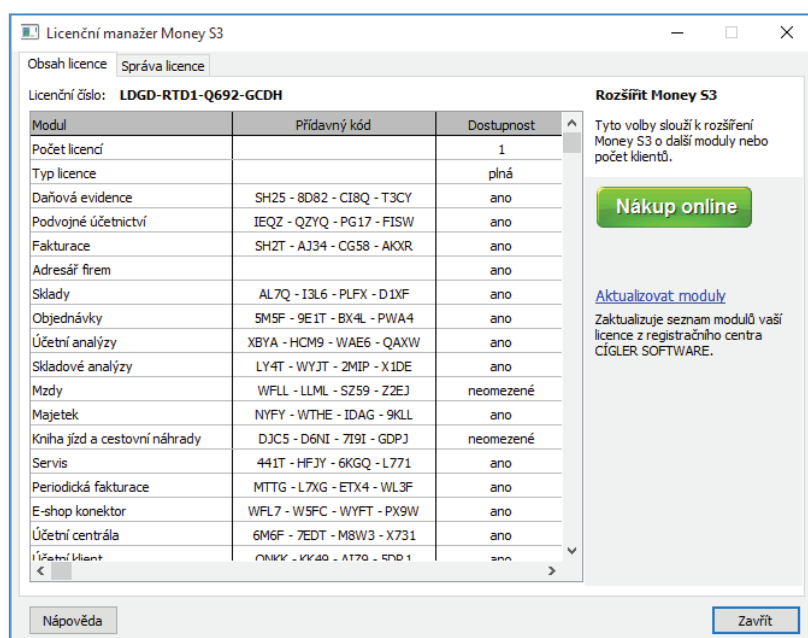 Licenční manažer Money S3
Obsah licence Správa licence
Licenční číslo: LDGD-RTD1-Q692-GCDH
Modul Přídavný kód Dostupnost
Počet licencí 1
Typ licence plná
Daňová evidence SH25 - 8D82 - CI8Q - T3CY ano
Podvojné účetnictví IEQZ - QZYQ - PG17 - FISW ano
Fakturace SH2T - AJ34 - CG58 - AKXR ano
Adresář firem ano
Sklady AL7Q - I3L6 - PLFX - D1XF ano
Objednávky 5M5F - 9E1T - BX4L - PWA4 ano
Účetní analýzy XBYA - HCM9 - WAE6 - QAXW ano
Skladové analýzy LY4T - WYJT - 2MIP - X1DE ano
Mzdy WFLL - LLML - SZ59 - Z2EJ neomezené
Majetek NYFY - WTHE - IDAG - 9KLL ano
Kniha jízd a cestovní náhrady DJC5 - D6NI - 7I9I - GDPJ neomezené
Servis 441T - HFJY - 6KGQ - L771 ano
Periodická fakturace MTTG - L7XG - ETX4 - WL3F ano
E-shop konektor WFL7 - W5FC - WYFT - PX9W ano
Účetní centrála 6M6F - 7EDT - M8W3 - X731 ano
Účetní klient ano
Rozšířit Money S3
Tyto volby slouží k rozšíření
Money S3 o další moduly nebo
počet klientů.
Nákup online
Aktualizovat moduly
Zaktualizuje seznam modulů vaší
licence z registračního centra
CÍGLER SOFTWARE.
Nápověda Zavřít